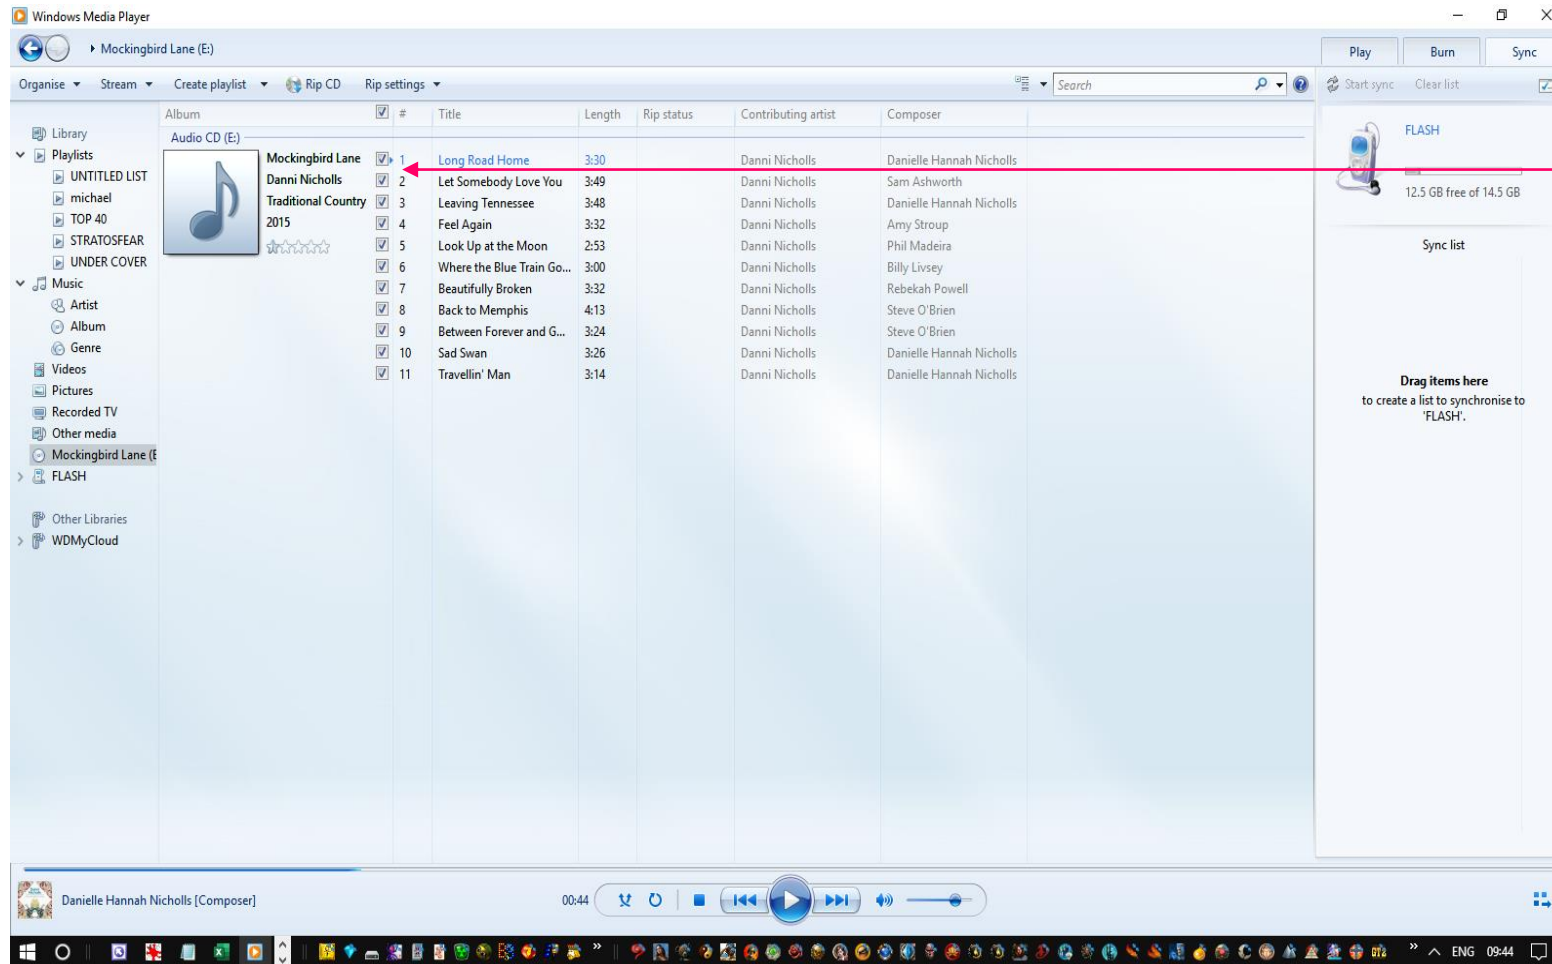 Windows Media Player
Mockingbird Lane (E:)
Play Burn Sync
Organise Stream Create playlist Rip CD Rip settings Search Start sync Clear list
Album # Title Length Rip status Contributing artist Composer
Audio CD (E:)
Mockingbird Lane
Danni Nicholls
Traditional Country
2015
1 Long Road Home 3:30 Danni Nicholls Danielle Hannah Nicholls
2 Let Somebody Love You 3:49 Danni Nicholls Sam Ashworth
3 Leaving Tennessee 3:48 Danni Nicholls Danielle Hannah Nicholls
4 Feel Again 3:32 Danni Nicholls Amy Stroup
5 Look Up at the Moon 2:53 Danni Nicholls Phil Madeira
6 Where the Blue Train Go... 3:00 Danni Nicholls Billy Livsey
7 Beautifully Broken 3:32 Danni Nicholls Rebekah Powell
8 Back to Memphis 4:13 Danni Nicholls Steve O'Brien
9 Between Forever and G... 3:24 Danni Nicholls Steve O'Brien
10 Sad Swan 3:26 Danni Nicholls Danielle Hannah Nicholls
11 Travellin' Man 3:14 Danni Nicholls Danielle Hannah Nicholls
Library
Playlists
UNTITLED LIST
michael
TOP 40
STRATOSFEAR
UNDER COVER
Music
Artist
Album
Genre
Videos
Pictures
Recorded TV
Other media
Mockingbird Lane (E
FLASH
Other Libraries
WDMyCloud
FLASH
12.5 GB free of 14.5 GB
Sync list
Drag items here
to create a list to synchronise to
'FLASH'.
Danielle Hannah Nicholls [Composer] 00:44
ENG 09:44